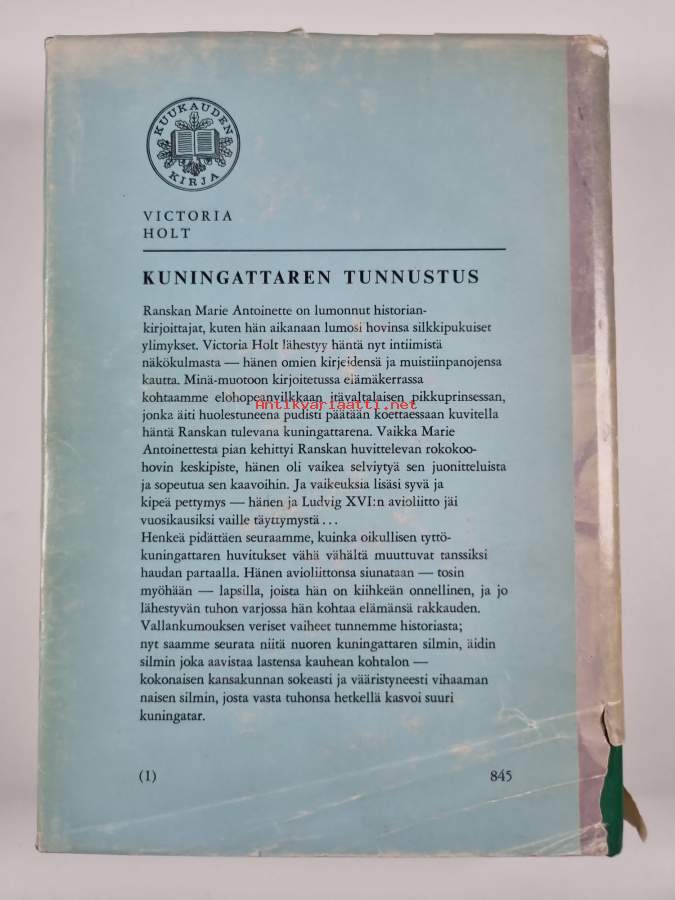 KUUKAUDEN
KIRJA
VICTORIA
HOLT
KUNINGATTAREN TUNNUSTUS
Ranskan Marie Antoinette on lumonnut historian-
kirjoittajat, kuten hän aikanaan lumosi hovinsa silkkipukuiset
ylimykset. Victoria Holt lähestyy häntä nyt intiimistä
näkökulmasta — hänen omien kirjeidensä ja muistiinpanojensa
kautta. Minä-muotoon kirjoitetussa elämäkerrassa
kohtaamme elohopeanvilkkaan itävaltalaisen pikkuprinsessan,
Antikvariaatti.net
jonka äiti huolestuneena pudisti päätään koettaessaan kuvitella
häntä Ranskan tulevana kuningattarena. Vaikka Marie
Antoinettesta pian kehittyi Ranskan huvittelevan rokokoo-
hovin keskipiste, hänen oli vaikea selviytyä sen juonitteluista
ja sopeutua sen kaavoihin. Ja vaikeuksia lisäsi syvä ja
kipeä pettymys — hänen ja Ludvig XVI:n avioliitto jäi
vuosikausiksi vaille täyttymystä...
Henkeä pidättäen seuraamme, kuinka oikullisen tyttö-
kuningattaren huvitukset vähä vähältä muuttuvat tanssiksi
haudan partaalla. Hänen avioliittonsa siunataan — tosin
myöhään — lapsilla, joista hän on kiihkeän onnellinen, ja jo
lähestyvän tuhon varjossa hän kohtaa elämänsä rakkauden.
Vallankumouksen veriset vaiheet tunnemme historiasta;
nyt saamme seurata niitä nuoren kuningattaren silmin, äidin
silmin joka aavistaa lastensa kauhean kohtalon —
kokonaisen kansakunnan sokeasti ja vääristyneesti vihaaman
naisen silmin, josta vasta tuhonsa hetkellä kasvoi suuri
kuningatar.
(1) 845